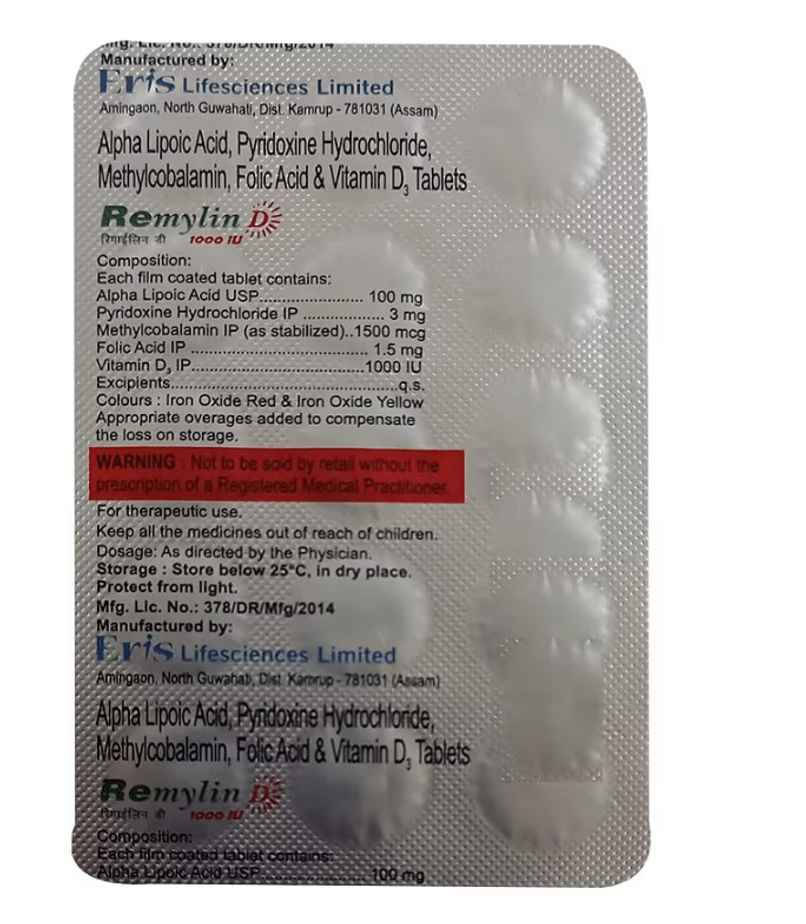 Mfg. Lic. No.: 378/DR/Mfg/2014
Manufactured by:
Eris Lifesciences Limited
Amingaon, North Guwahati, Dist. Kamrup - 781031 (Assam)
Alpha Lipoic Acid, Pyridoxine Hydrochloride,
Methylcobalamin, Folic Acid & Vitamin D3 Tablets
Remylin D
1000 IU
Composition:
Each film coated tablet contains:
Alpha Lipoic Acid USP....................... 100 mg
Pyridoxine Hydrochloride IP .................. 3 mg
Methylcobalamin IP (as stabilized)..1500 mcg
Folic Acid IP ....................................... 1.5 mg
Vitamin D3 IP......................................1000 IU
Excipients..................................................q.s.
Colours : Iron Oxide Red & Iron Oxide Yellow
Appropriate overages added to compensate
the loss on storage.
WARNING : Not to be sold by retail without the
prescription of a Registered Medical Practitioner.
For therapeutic use.
Keep all the medicines out of reach of children.
Dosage: As directed by the Physician.
Storage : Store below 25°C, in dry place.
Protect from light.
Mfg. Lic. No.: 378/DR/Mfg/2014
Manufactured by:
Eris Lifesciences Limited
Amingaon, North Guwahati, Dist. Kamrup - 781031 (Assam)
Alpha Lipoic Acid, Pyridoxine Hydrochloride,
Methylcobalamin, Folic Acid & Vitamin D3 Tablets
Remylin D
1000 IU
Composition:
Each film coated tablet contains:
Alpha Lipoic Acid USP....................... 100 mg